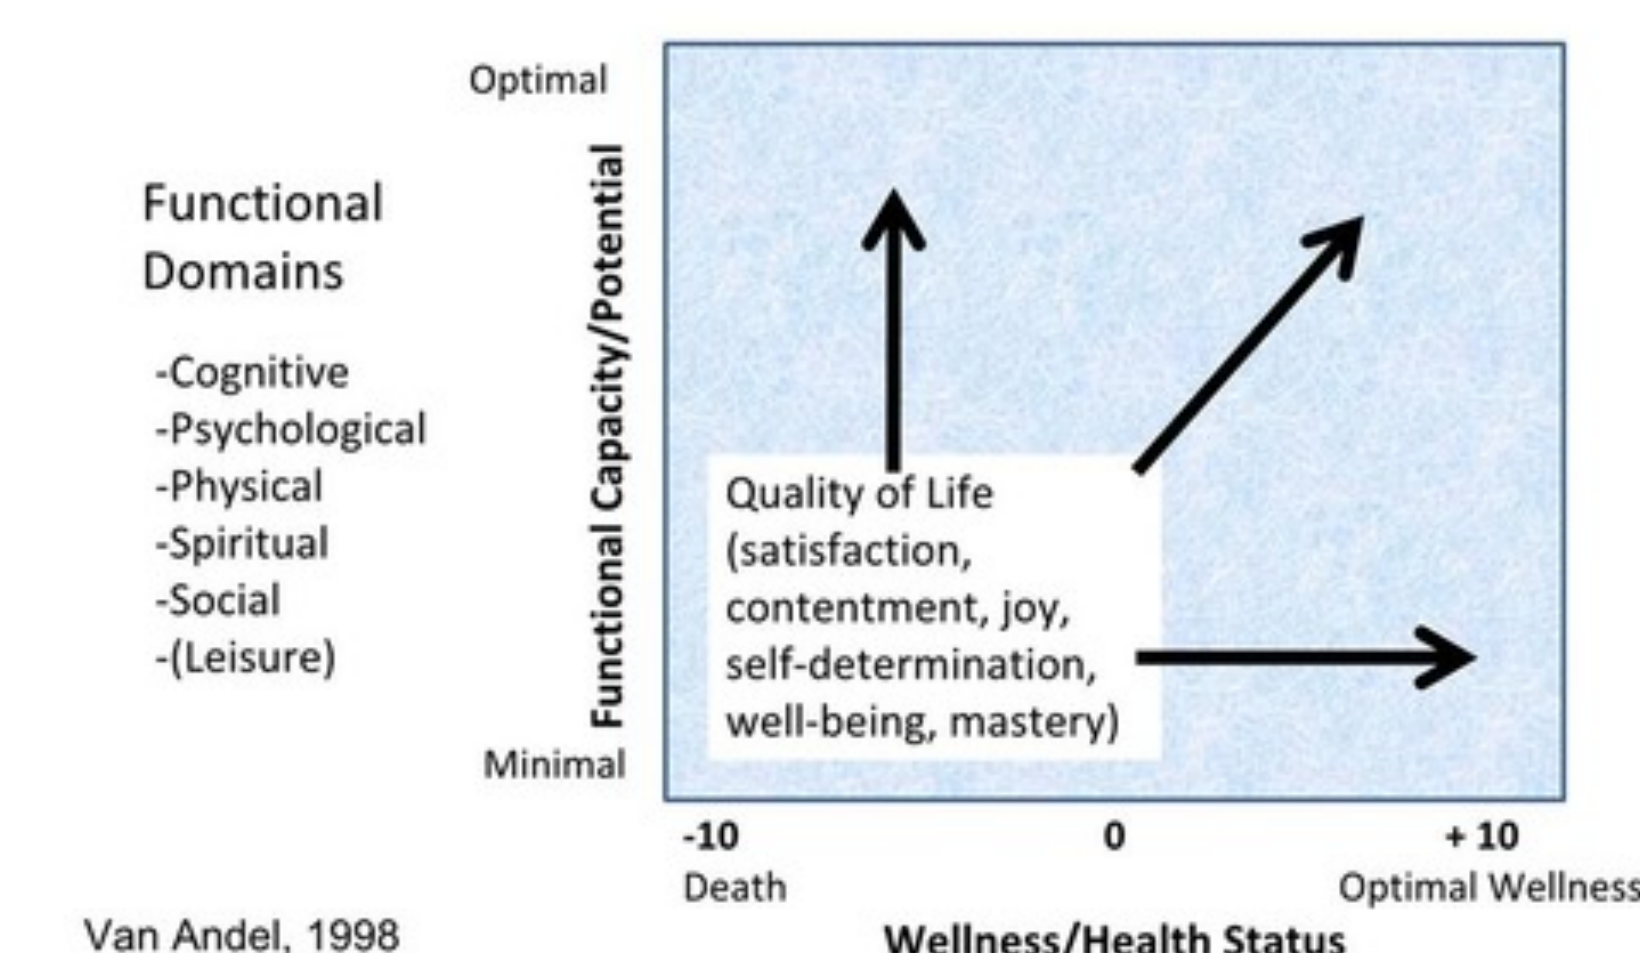 Optimal
Functional
Domains
-Cognitive
-Psychological
-Physical
-Spiritual
-Social
-(Leisure)
Functional Capacity/Potential
Minimal
Quality of Life
(satisfaction,
contentment, joy,
self-determination,
well-being, mastery)
-10 0 + 10
Death Optimal Wellness
Wellness/Health Status
Van Andel, 1998